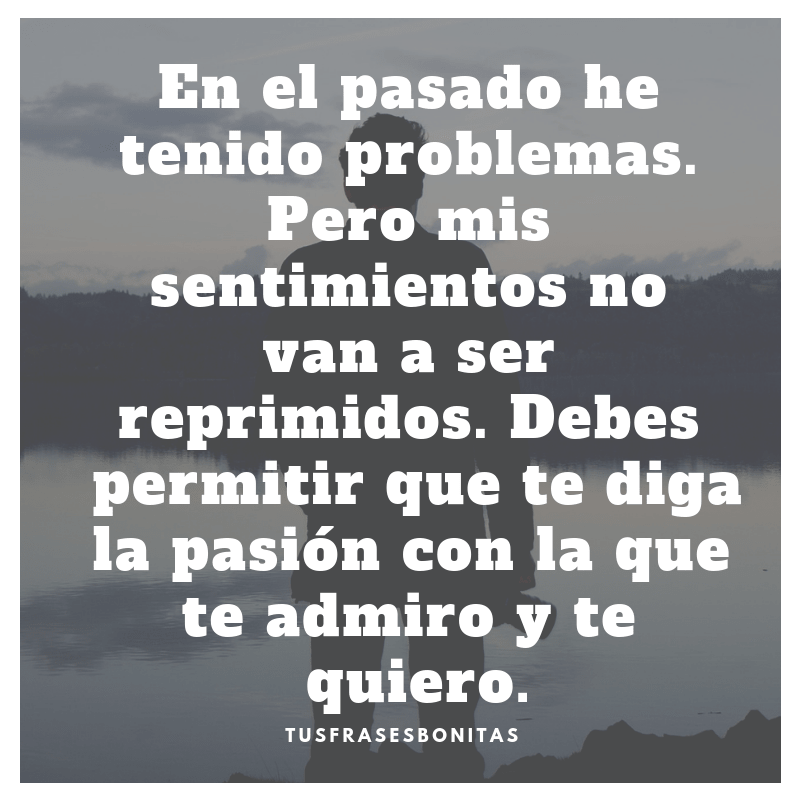 En el pasado he
tenido problemas.
Pero mis
sentimientos no
van a ser
reprimidos. Debes
permitir que te diga
la pasión con la que
te admiro y te
quiero.
TUSFRASESBONITAS